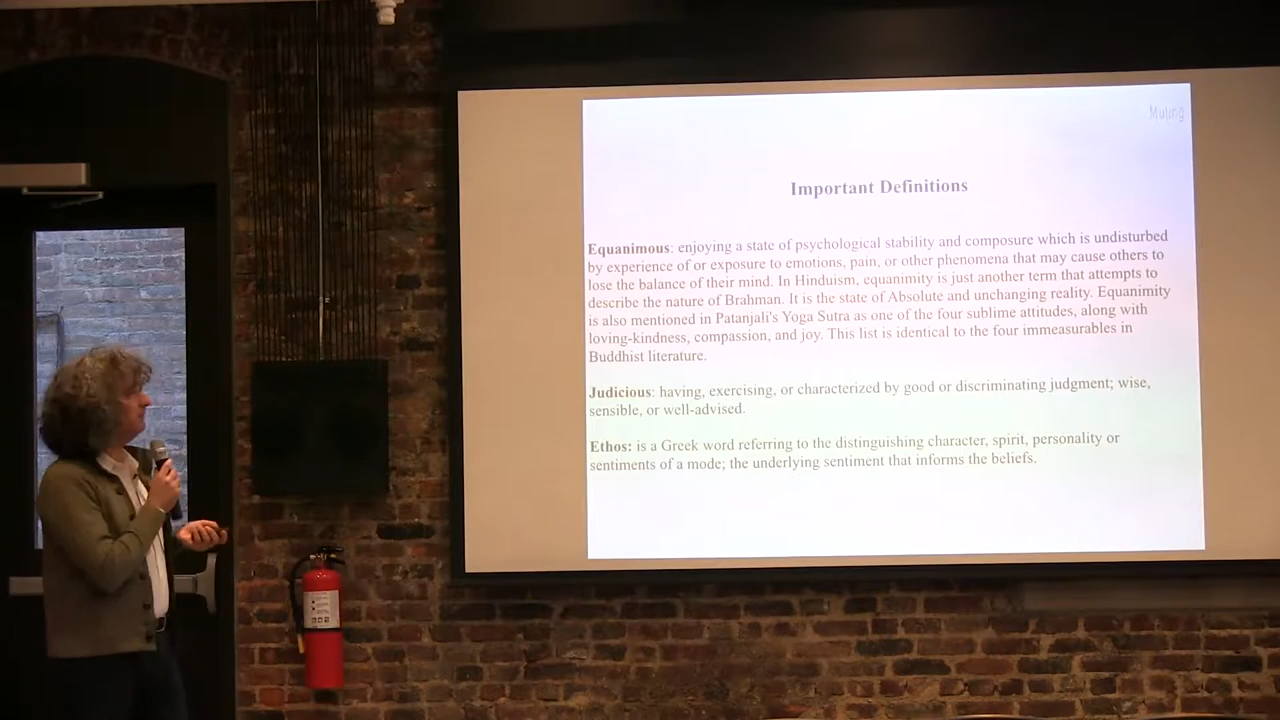 Important Definitions
Equanimous: enjoying a state of psychological stability and composure which is undisturbed
by experience of or exposure to emotions, pain, or other phenomena that may cause others to
lose the balance of their mind. In Hinduism, equanimity is just another term that attempts to
describe the nature of Brahman. It is the state of Absolute and unchanging reality. Equanimity
is also mentioned in Patanjali's Yoga Sutra as one of the four sublime attitudes, along with
loving-kindness, compassion, and joy. This list is identical to the four immeasurables in
Buddhist literature.
Judicious: having, exercising, or characterized by good or discriminating judgment; wise,
sensible, or well-advised.
Ethos: is a Greek word referring to the distinguishing character, spirit, personality or
sentiments of a mode; the underlying sentiment that informs the beliefs.